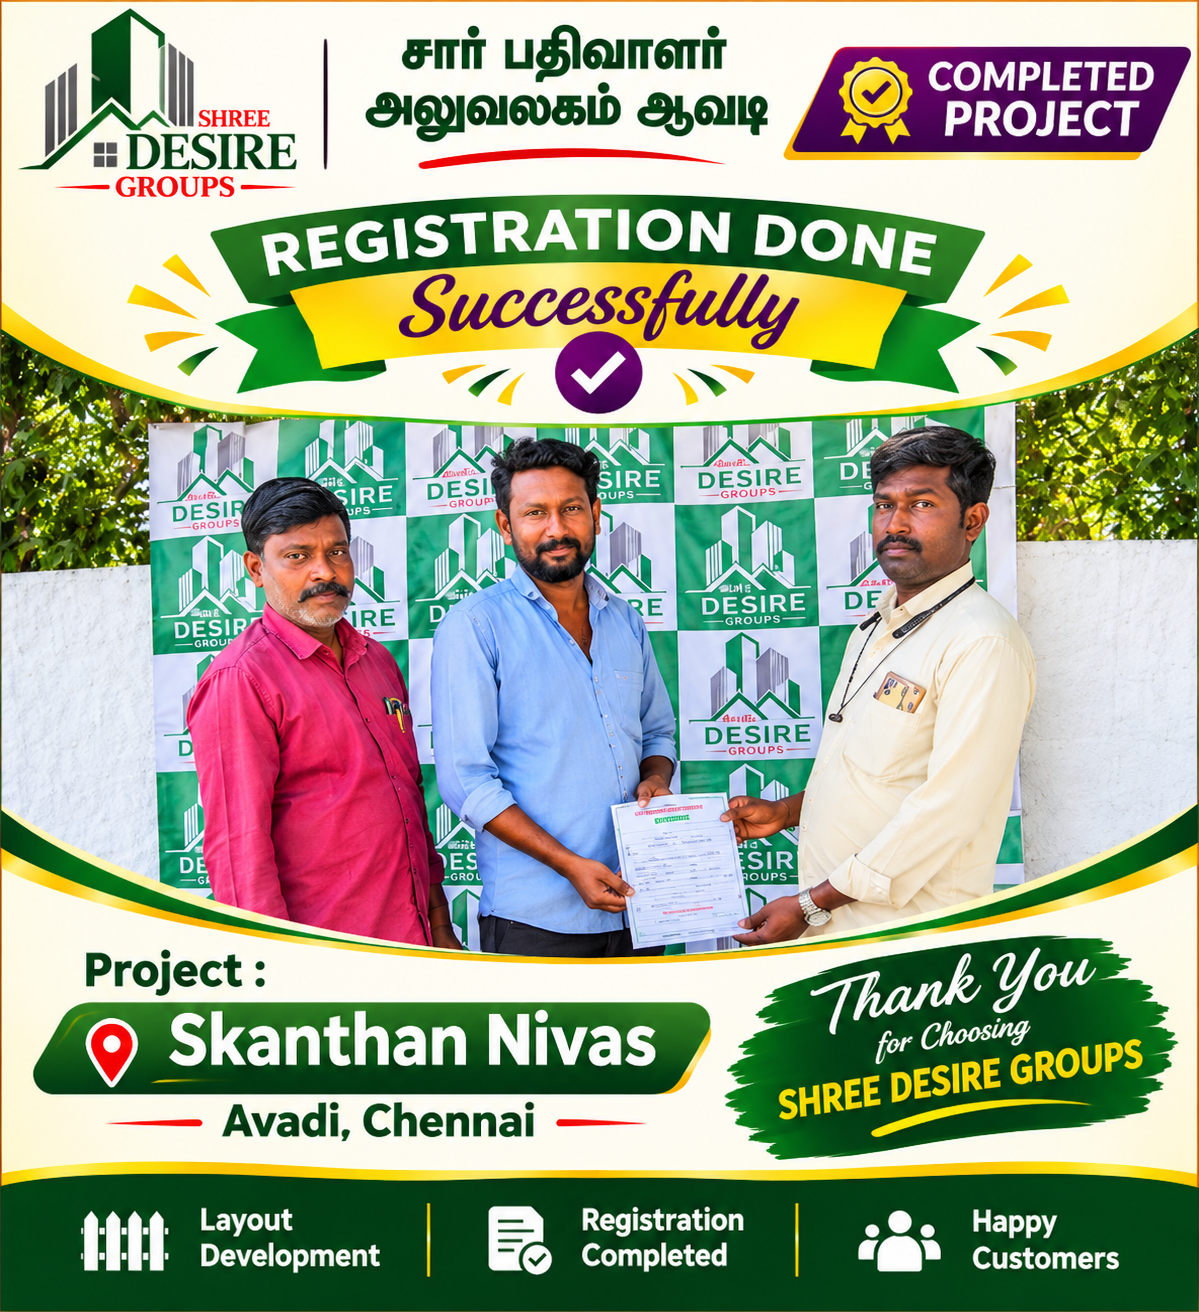 SHREE
DESIRE
GROUPS
சார் பதிவாளர்
அலுவலகம் ஆவடி
COMPLETED
PROJECT
REGISTRATION DONE
Successfully
DESIRE
GROUPS
Project :
Skanthan Nivas
Avadi, Chennai
Thank You
for Choosing
SHREE DESIRE GROUPS
Layout
Development
Registration
Completed
Happy
Customers